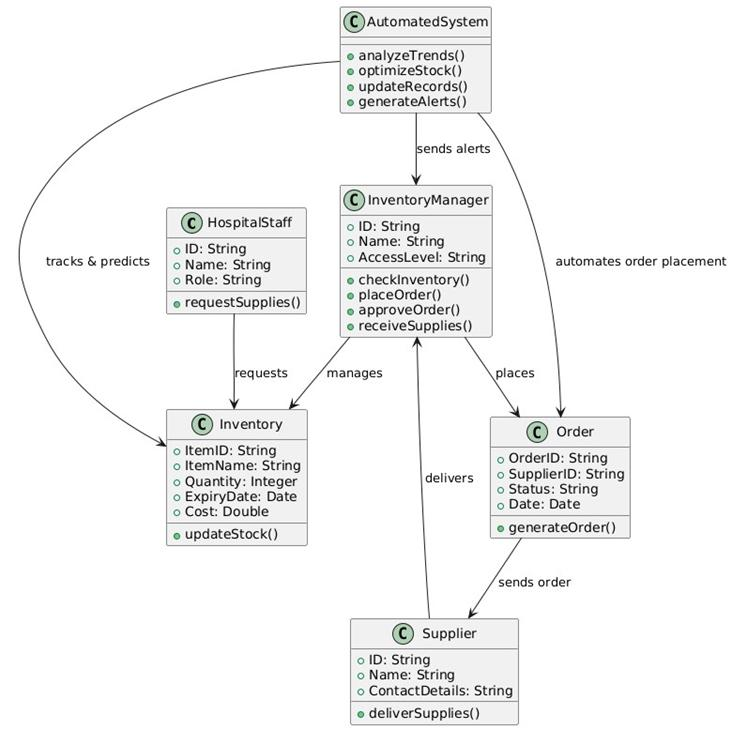 C AutomatedSystem
analyzeTrends()
optimizeStock()
updateRecords()
generateAlerts()
sends alerts
C InventoryManager
ID: String
Name: String
AccessLevel: String
checkInventory()
placeOrder()
approveOrder()
receiveSupplies()
C HospitalStaff
ID: String
Name: String
Role: String
requestSupplies()
tracks & predicts
automates order placement
requests
manages
places
C Inventory
ItemID: String
ItemName: String
Quantity: Integer
ExpiryDate: Date
Cost: Double
updateStock()
delivers
C Order
OrderID: String
SupplierID: String
Status: String
Date: Date
generateOrder()
sends order
C Supplier
ID: String
Name: String
ContactDetails: String
deliverSupplies()